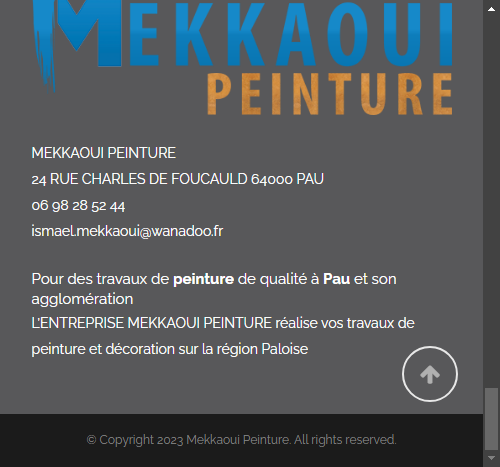 MEKKAOUI
PEINTURE
MEKKAOUI PEINTURE
24 RUE CHARLES DE FOUCAULD 64000 PAU
06 98 28 52 44
ismael.mekkaoui@wanadoo.fr
Pour des travaux de peinture de qualité à Pau et son
agglomération
L'ENTREPRISE MEKKAOUI PEINTURE réalise vos travaux de
peinture et décoration sur la région Paloise
© Copyright 2023 Mekkaoui Peinture. All rights reserved.